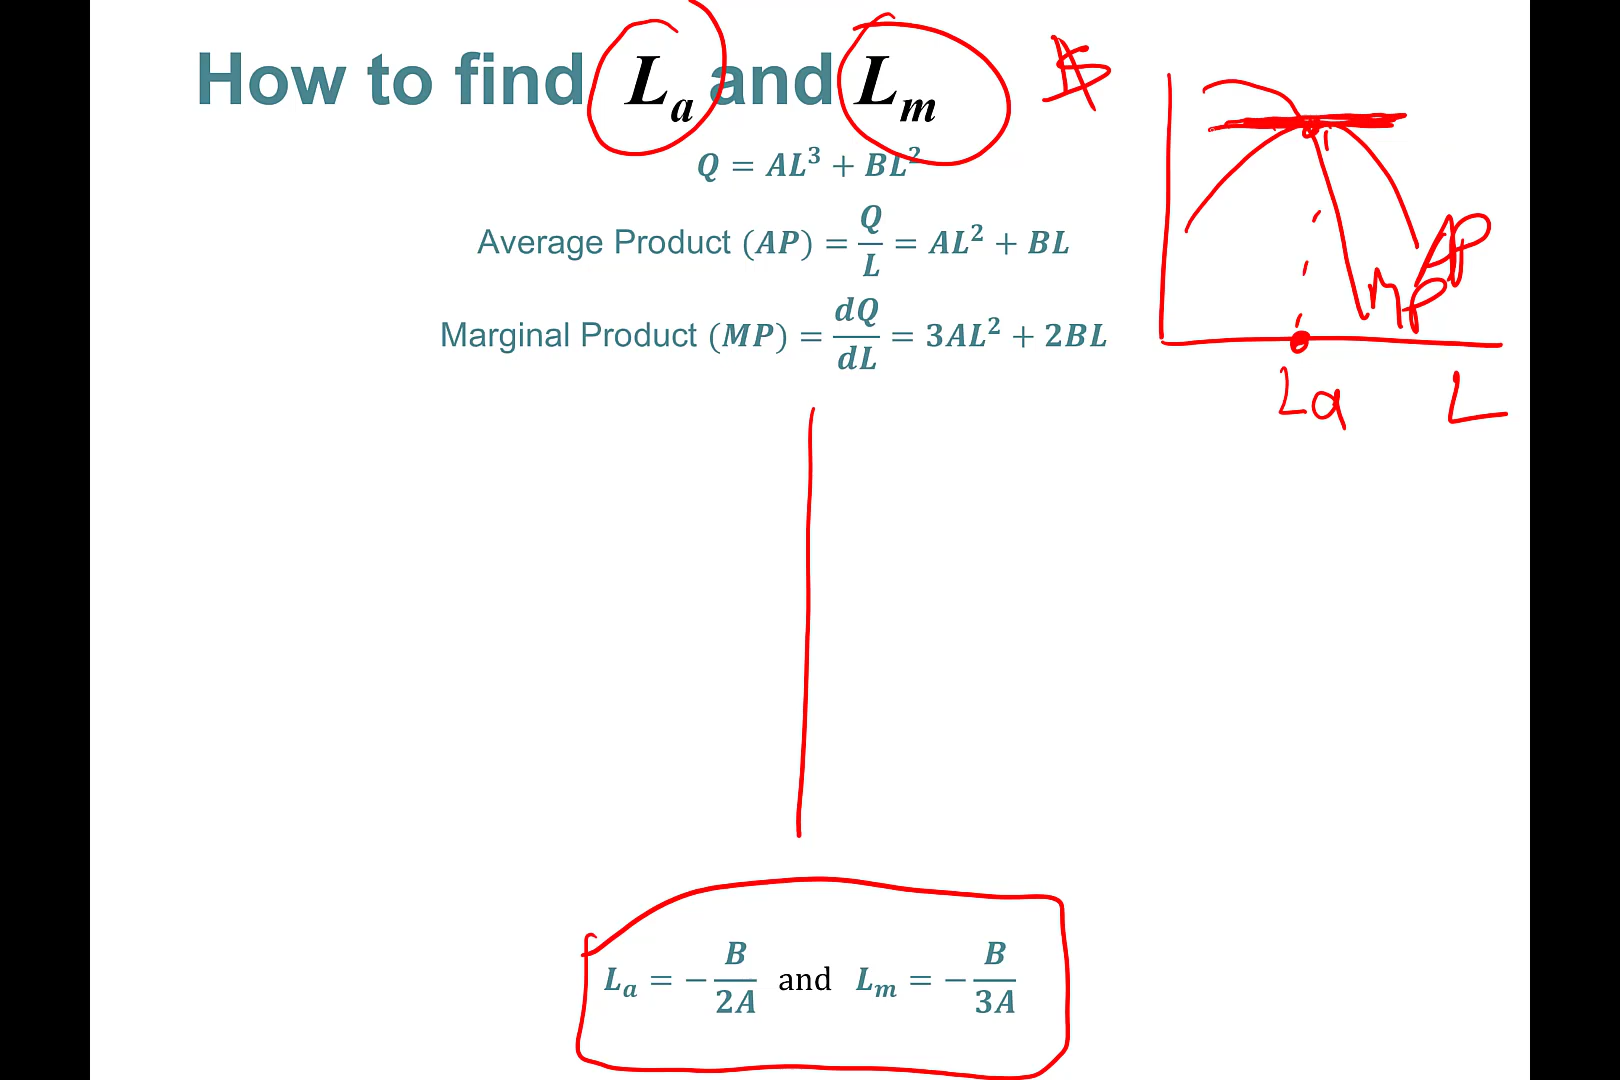 How to find Lₐ and Lₘ
$
Q = AL³ + BL²
Average Product (AP) = Q/L = AL² + BL
Marginal Product (MP) = dQ/dL = 3AL² + 2BL
AP
MP
La
L
Lₐ = −B/2A and Lₘ = −B/3A